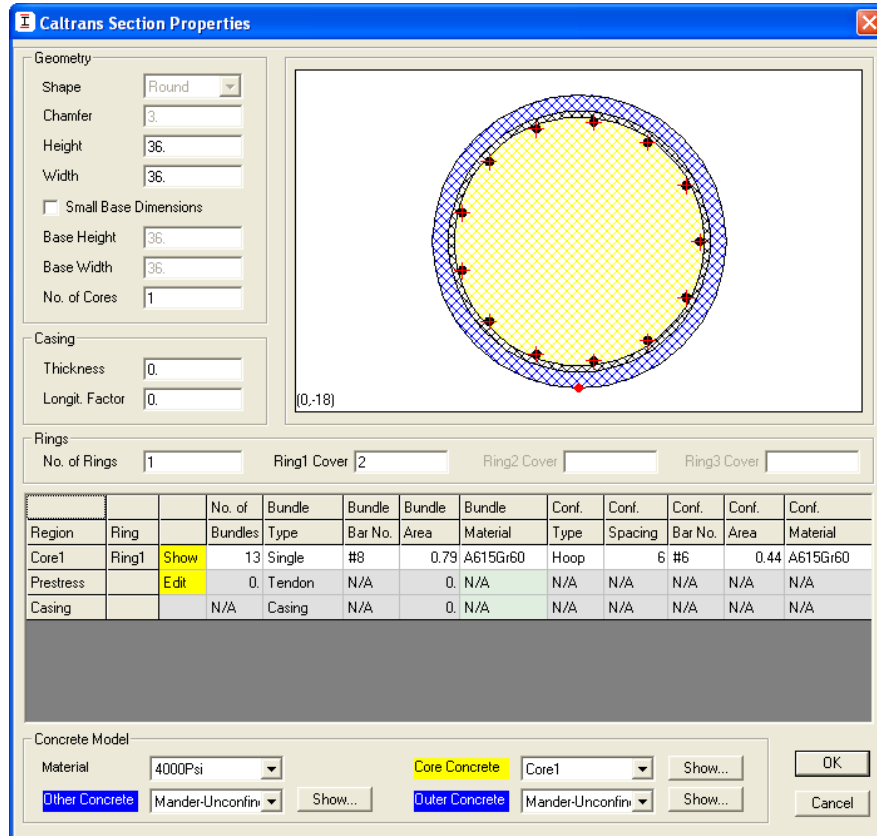 Caltrans Section Properties
Geometry
Shape Round
Chamfer 3.
Height 36.
Width 36.
Small Base Dimensions
Base Height 36.
Base Width 36.
No. of Cores 1
Casing
Thickness 0.
Longit. Factor 0.
(0,-18)
Rings
No. of Rings 1 Ring1 Cover 2 Ring2 Cover Ring3 Cover
No. of Bundle Bundle Bundle Bundle Conf. Conf. Conf. Conf. Conf.
Region Ring Bundles Type Bar No. Area Material Type Spacing Bar No. Area Material
Core1 Ring1 Show 13 Single #8 0.79 A615Gr60 Hoop 6 #6 0.44 A615Gr60
Prestress Edit 0. Tendon N/A 0. N/A N/A N/A N/A N/A N/A
Casing N/A Casing N/A 0. N/A N/A N/A N/A N/A N/A
Concrete Model
Material 4000Psi Core Concrete Core1 Show... OK
Other Concrete Mander-Unconfin Show... Outer Concrete Mander-Unconfin Show... Cancel